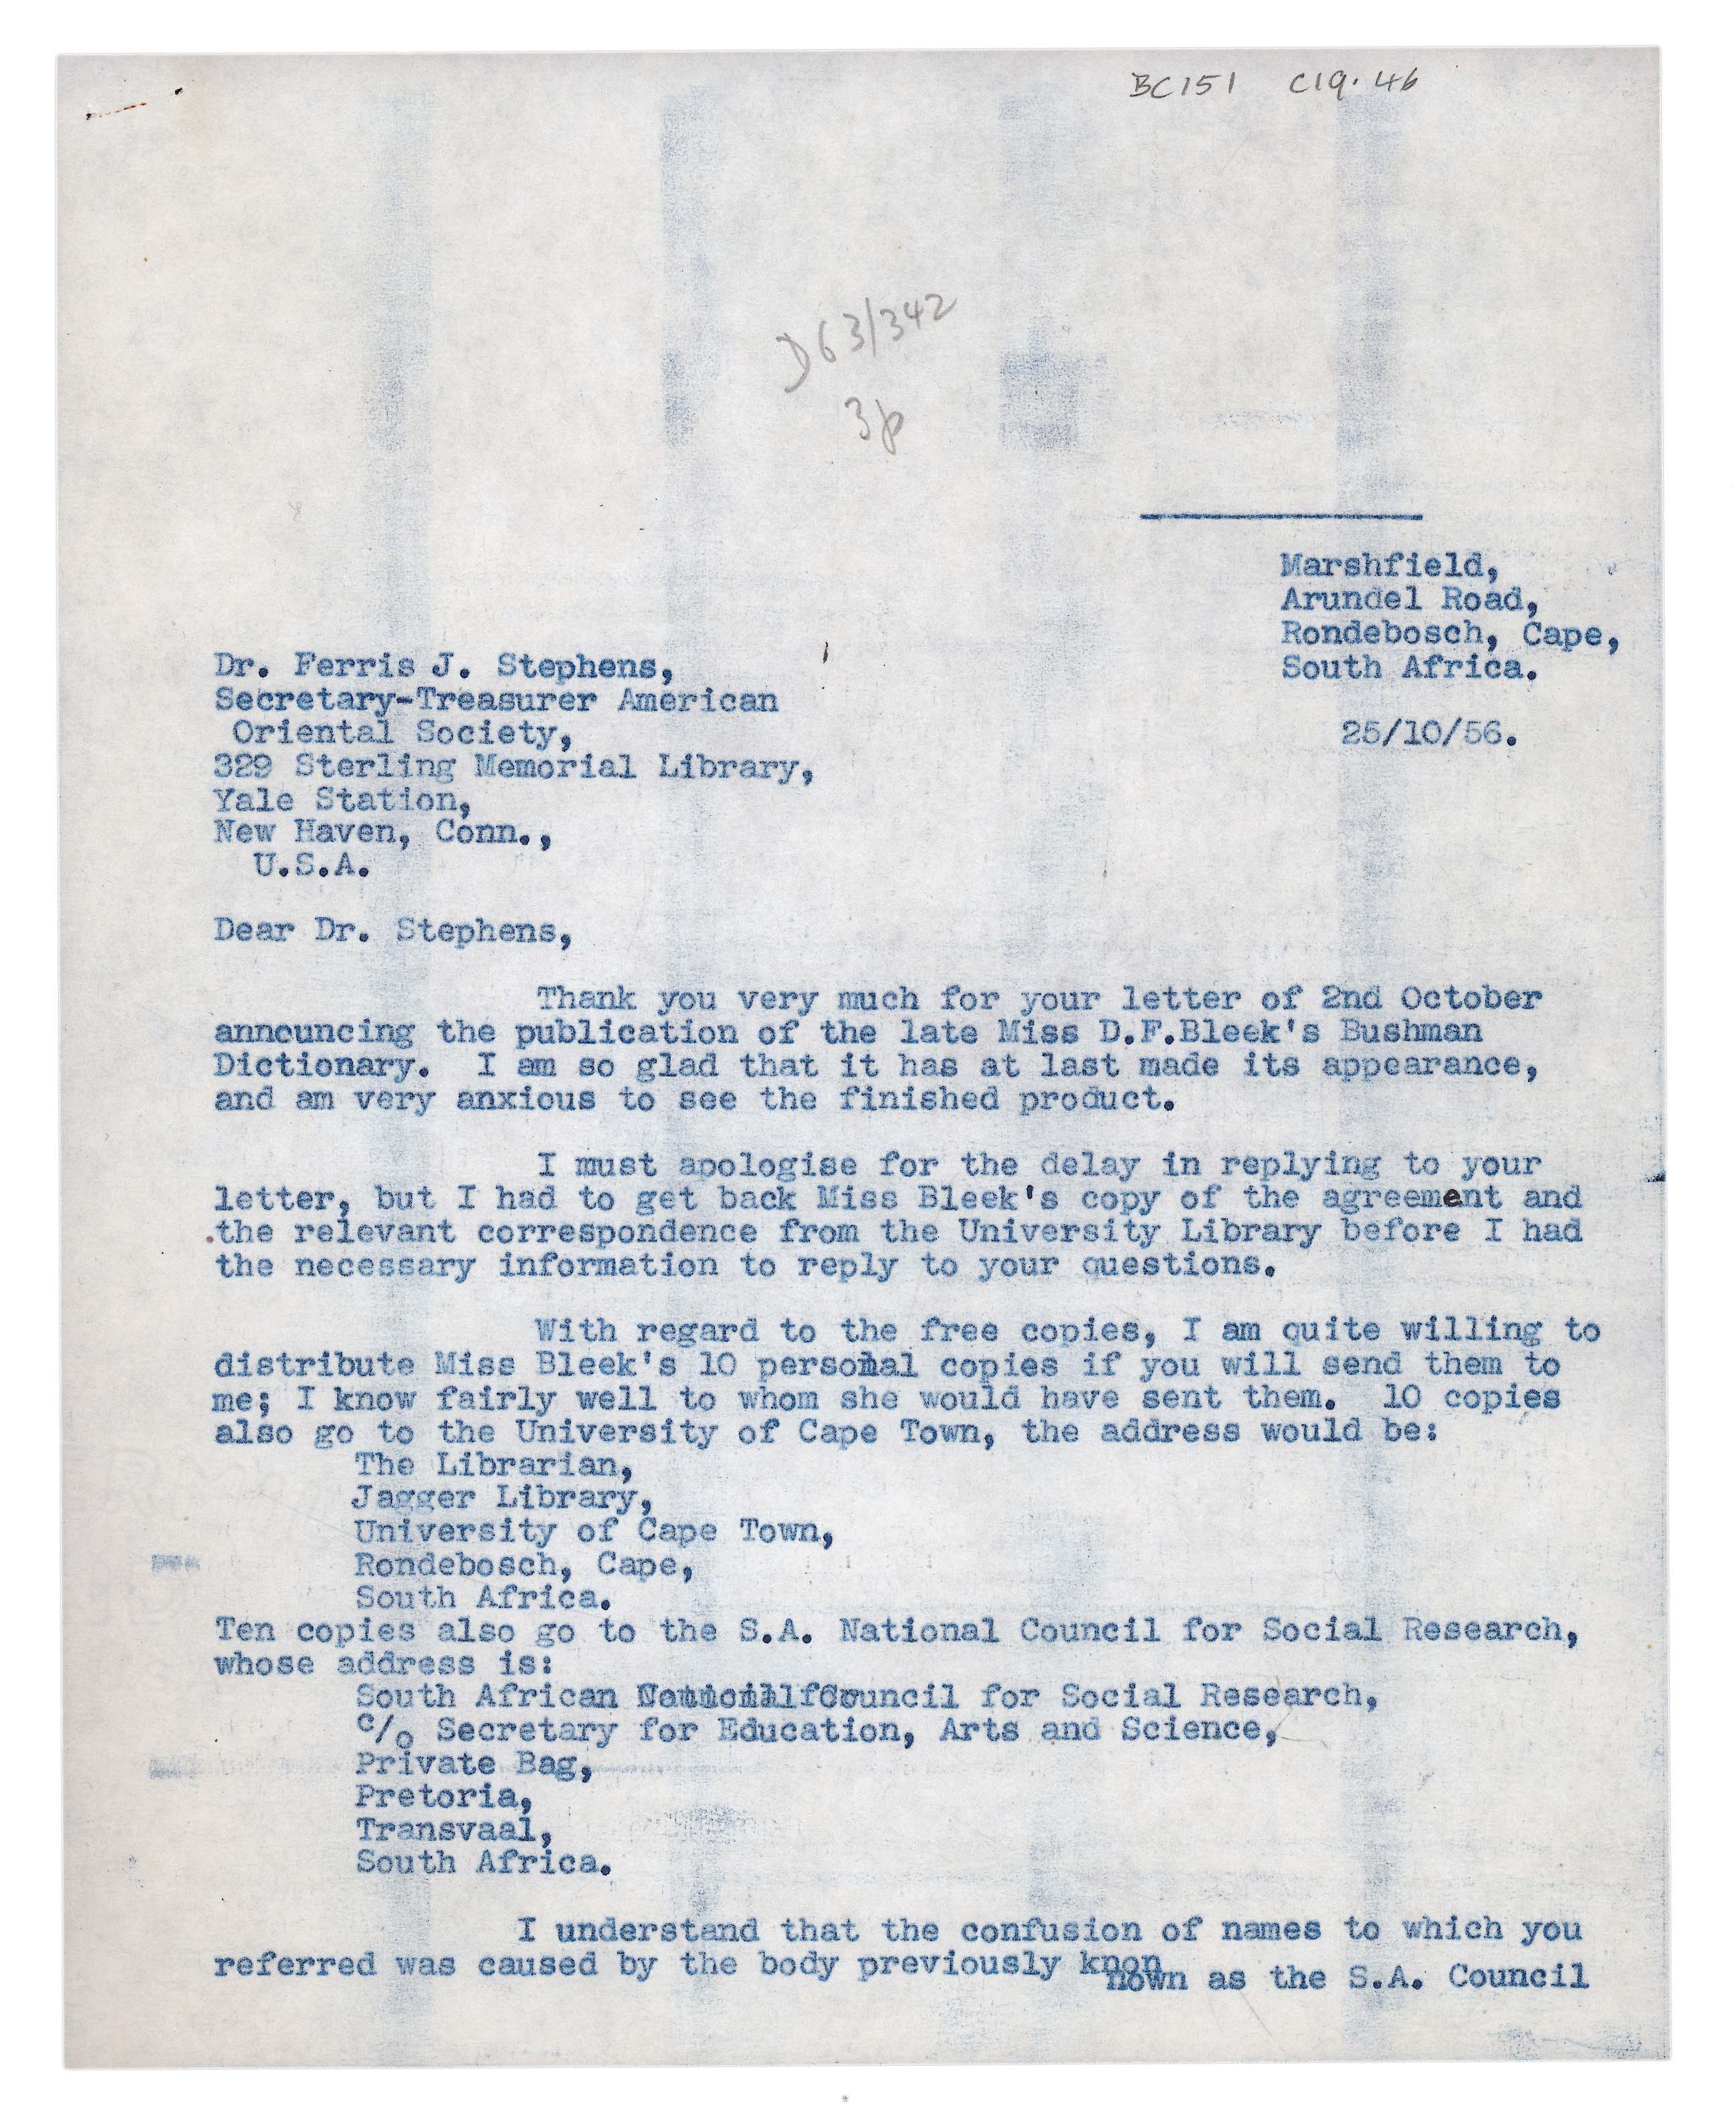 BC151 C19.46
D63/342
3p
Marshfield,
Arundel Road,
Rondebosch, Cape,
South Africa.
25/10/56.
Dr. Ferris J. Stephens,
Secretary-Treasurer American
Oriental Society,
329 Sterling Memorial Library,
Yale Station,
New Haven, Conn.,
U.S.A.
Dear Dr. Stephens,
Thank you very much for your letter of 2nd October
announcing the publication of the late Miss D.F.Bleek's Bushman
Dictionary. I am so glad that it has at last made its appearance,
and am very anxious to see the finished product.
I must apologise for the delay in replying to your
letter, but I had to get back Miss Bleek's copy of the agreement and
the relevant correspondence from the University Library before I had
the necessary information to reply to your questions.
With regard to the free copies, I am quite willing to
distribute Miss Bleek's 10 personal copies if you will send them to
me; I know fairly well to whom she would have sent them. 10 copies
also go to the University of Cape Town, the address would be:
The Librarian,
Jagger Library,
University of Cape Town,
Rondebosch, Cape,
South Africa.
Ten copies also go to the S.A. National Council for Social Research,
whose address is:
South African National Council for Social Research,
c/o Secretary for Education, Arts and Science,
Private Bag,
Pretoria,
Transvaal,
South Africa.
I understand that the confusion of names to which you
referred was caused by the body previously knon
nown as the S.A. Council